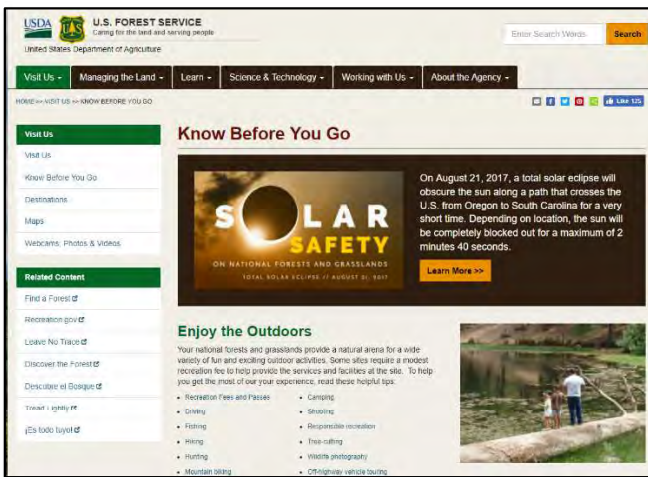 USDA
U.S. FOREST SERVICE
Caring for the land and serving people
United States Department of Agriculture
Enter Search Words
Search
Visit Us
Managing the Land
Learn
Science & Technology
Working with Us
About the Agency
HOME >> VISIT US >> KNOW BEFORE YOU GO
Like 125
Visit Us
Visit Us
Know Before You Go
Destinations
Maps
Webcams, Photos & Videos
Related Content
Find a Forest
Recreation.gov
Leave No Trace
Discover the Forest
Descubre el Bosque
Tread Lightly
¡Es todo tuyo!
Know Before You Go
SOLAR
SAFETY
ON NATIONAL FORESTS AND GRASSLANDS
TOTAL SOLAR ECLIPSE // AUGUST 21, 2017
On August 21, 2017, a total solar eclipse will
obscure the sun along a path that crosses the
U.S. from Oregon to South Carolina for a very
short time. Depending on location, the sun will
be completely blocked out for a maximum of 2
minutes 40 seconds.
Learn More >>
Enjoy the Outdoors
Your national forests and grasslands provide a natural arena for a wide
variety of fun and exciting outdoor activities. Some sites require a modest
recreation fee to help provide the services and facilities at the site. To help
you get the most of our your experience, read these helpful tips:
• Recreation Fees and Passes
• Driving
• Fishing
• Hiking
• Hunting
• Mountain biking
• Camping
• Shooting
• Responsible recreation
• Tree-cutting
• Wildlife photography
• Off-highway vehicle touring